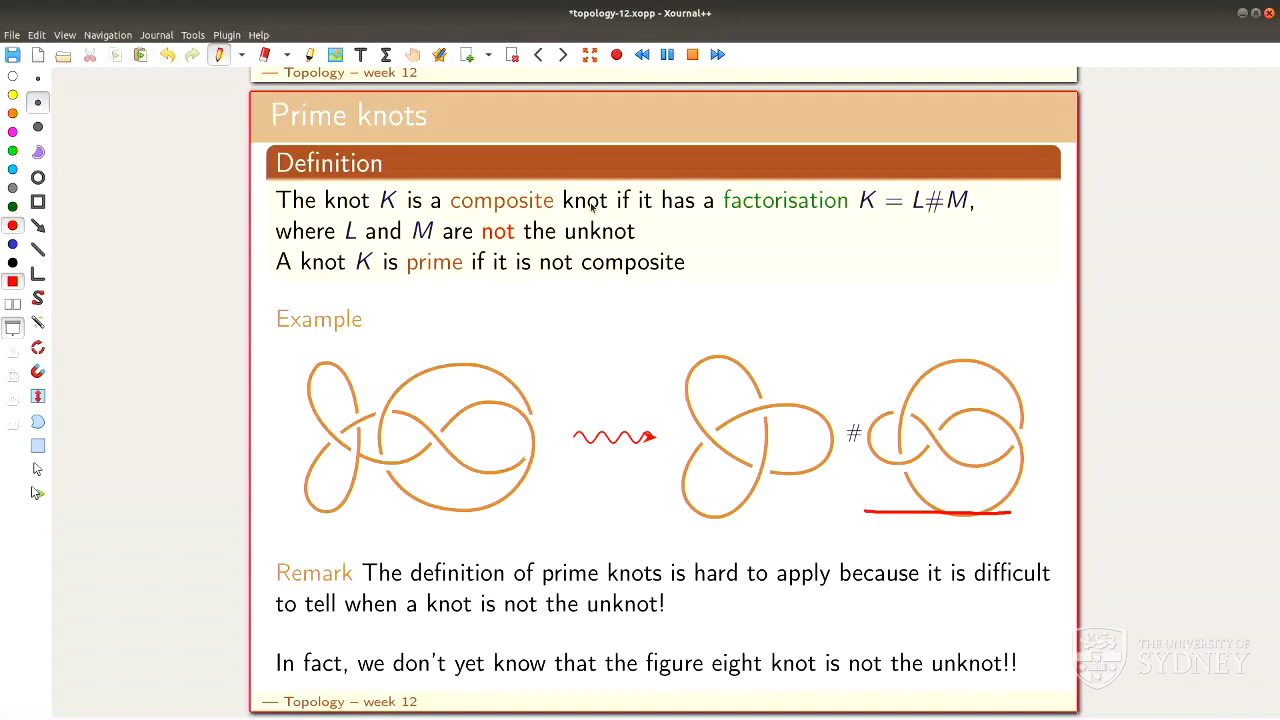 *topology-12.xopp - Xournal++
File Edit View Navigation Journal Tools Plugin Help
— Topology – week 12
Prime knots
Definition
The knot K is a composite knot if it has a factorisation K = L#M,
where L and M are not the unknot
A knot K is prime if it is not composite
Example
#
Remark The definition of prime knots is hard to apply because it is difficult
to tell when a knot is not the unknot!
In fact, we don't yet know that the figure eight knot is not the unknot!!
THE UNIVERSITY OF
SYDNEY
— Topology – week 12